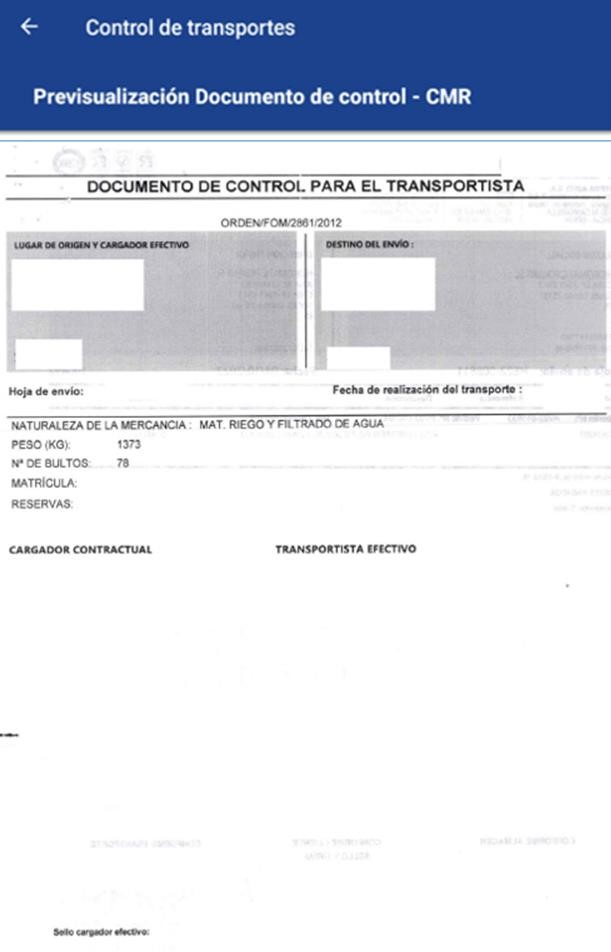 Control de transportes
Previsualización Documento de control - CMR
DOCUMENTO DE CONTROL PARA EL TRANSPORTISTA
ORDEN/FOM/2861/2012
LUGAR DE ORIGEN Y CARGADOR EFECTIVO
DESTINO DEL ENVÍO :
Hoja de envío:
Fecha de realización del transporte :
NATURALEZA DE LA MERCANCIA : MAT. RIEGO Y FILTRADO DE AGUA
PESO (KG): 1373
Nª DE BULTOS: 78
MATRÍCULA:
RESERVAS:
CARGADOR CONTRACTUAL
TRANSPORTISTA EFECTIVO
Sello cargador efectivo: